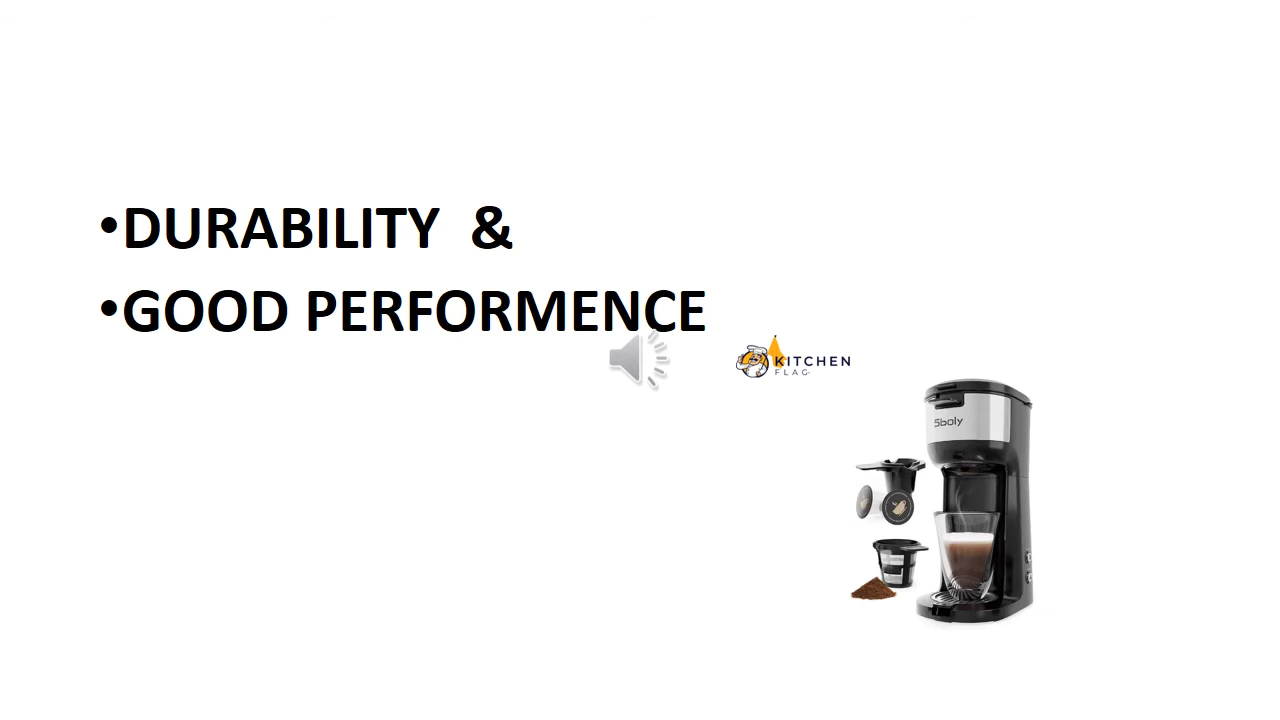 •DURABILITY &
•GOOD PERFORMENCE
KITCHEN
FLAG
Sboly